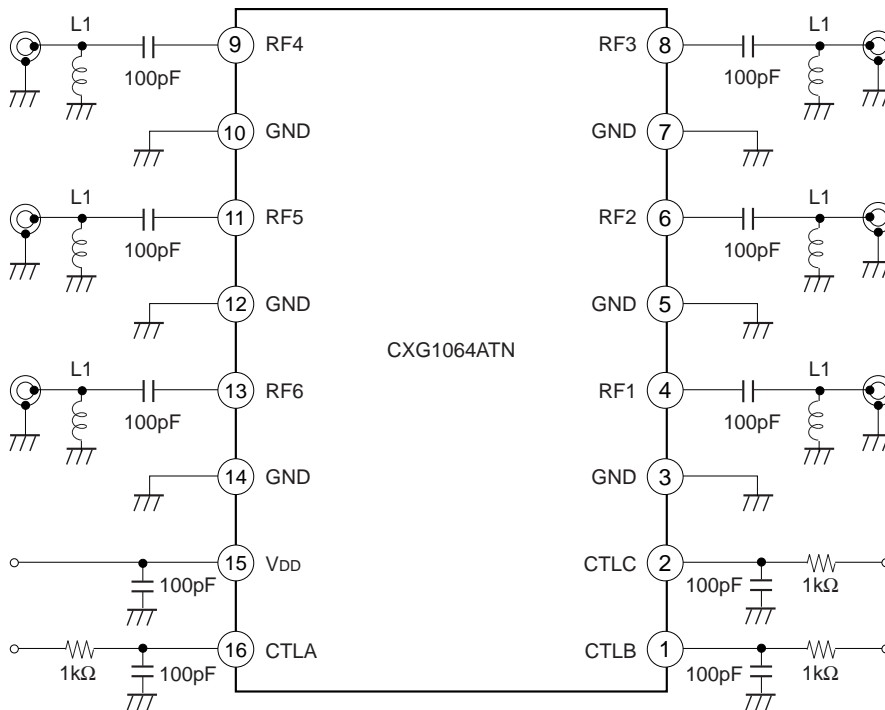 L1
9
RF4
RF3
8
L1
100pF
100pF
10
GND
GND
7
L1
11
RF5
RF2
6
L1
100pF
100pF
12
GND
GND
5
CXG1064ATN
L1
13
RF6
RF1
4
L1
100pF
100pF
14
GND
GND
3
15
VDD
CTLC
2
100pF
100pF
1kΩ
16
CTLA
CTLB
1
1kΩ
100pF
100pF
1kΩ